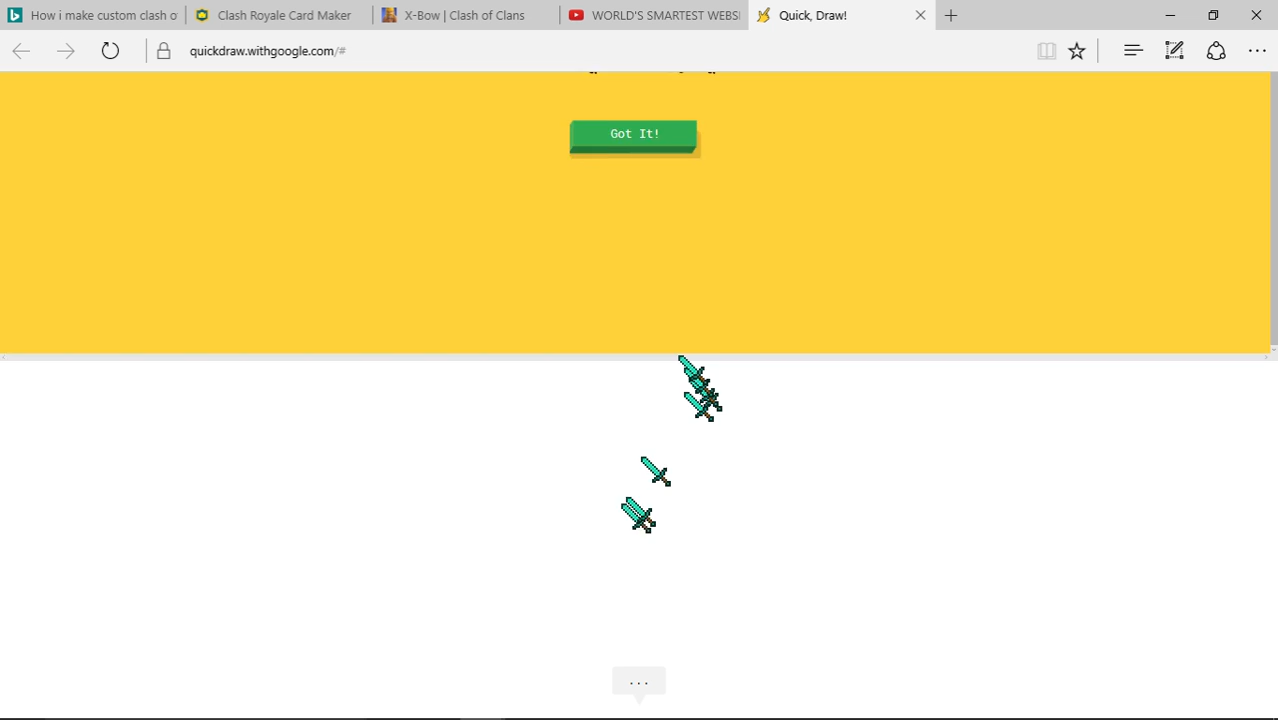 How i make custom clash o
Clash Royale Card Maker
X-Bow | Clash of Clans
WORLD'S SMARTEST WEBSI
Quick, Draw!
quickdraw.withgoogle.com/#
Got It!
...